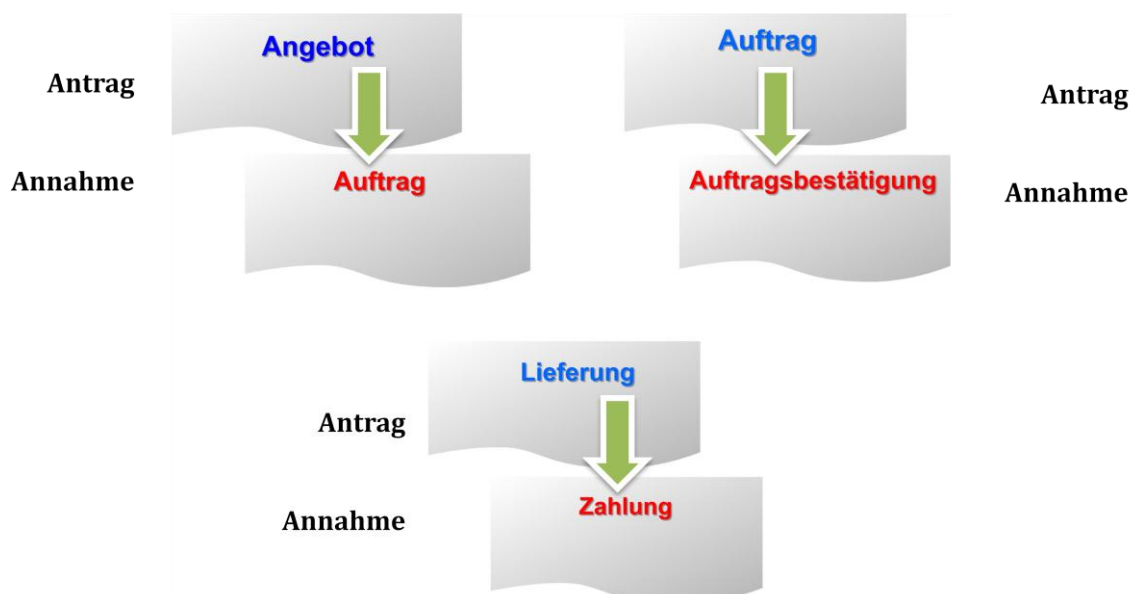 Angebot
Auftrag
Antrag
Antrag
Annahme
Auftrag
Auftragsbestätigung
Annahme
Lieferung
Antrag
Zahlung
Annahme